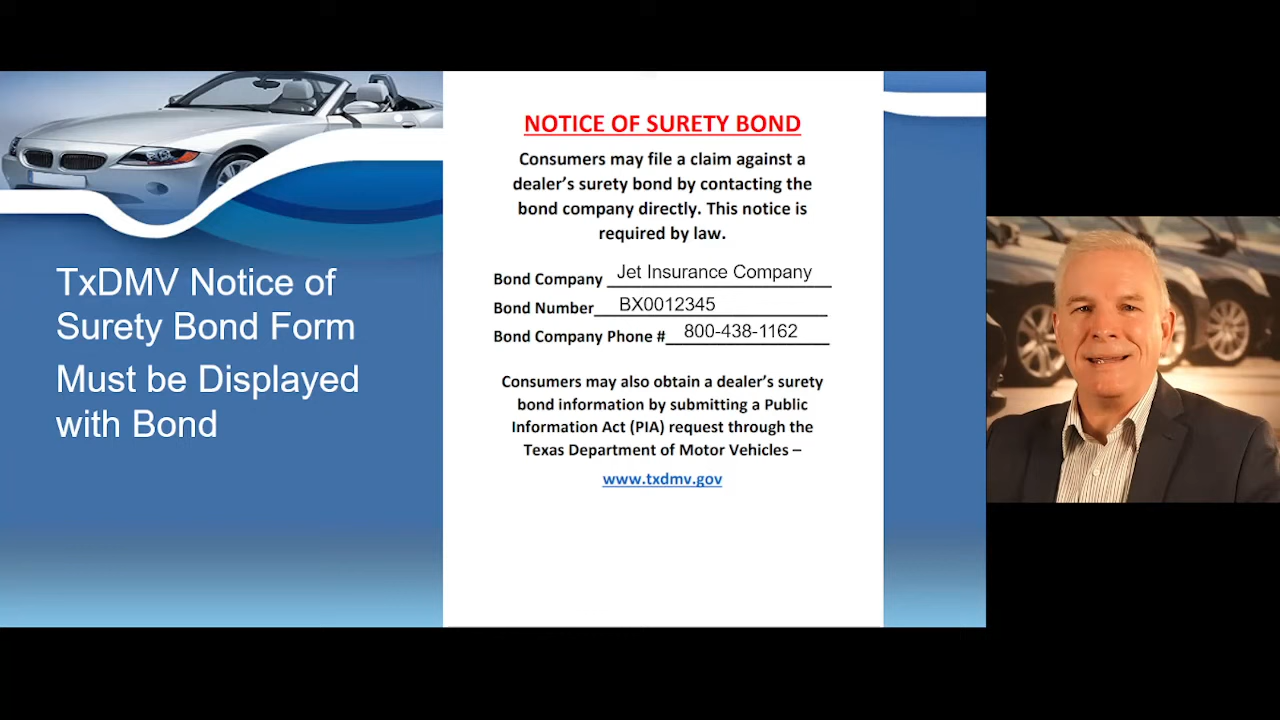 TxDMV Notice of
Surety Bond Form
Must be Displayed
with Bond
NOTICE OF SURETY BOND
Consumers may file a claim against a
dealer’s surety bond by contacting the
bond company directly. This notice is
required by law.
Bond Company Jet Insurance Company
Bond Number BX0012345
Bond Company Phone # 800-438-1162
Consumers may also obtain a dealer’s surety
bond information by submitting a Public
Information Act (PIA) request through the
Texas Department of Motor Vehicles –
www.txdmv.gov